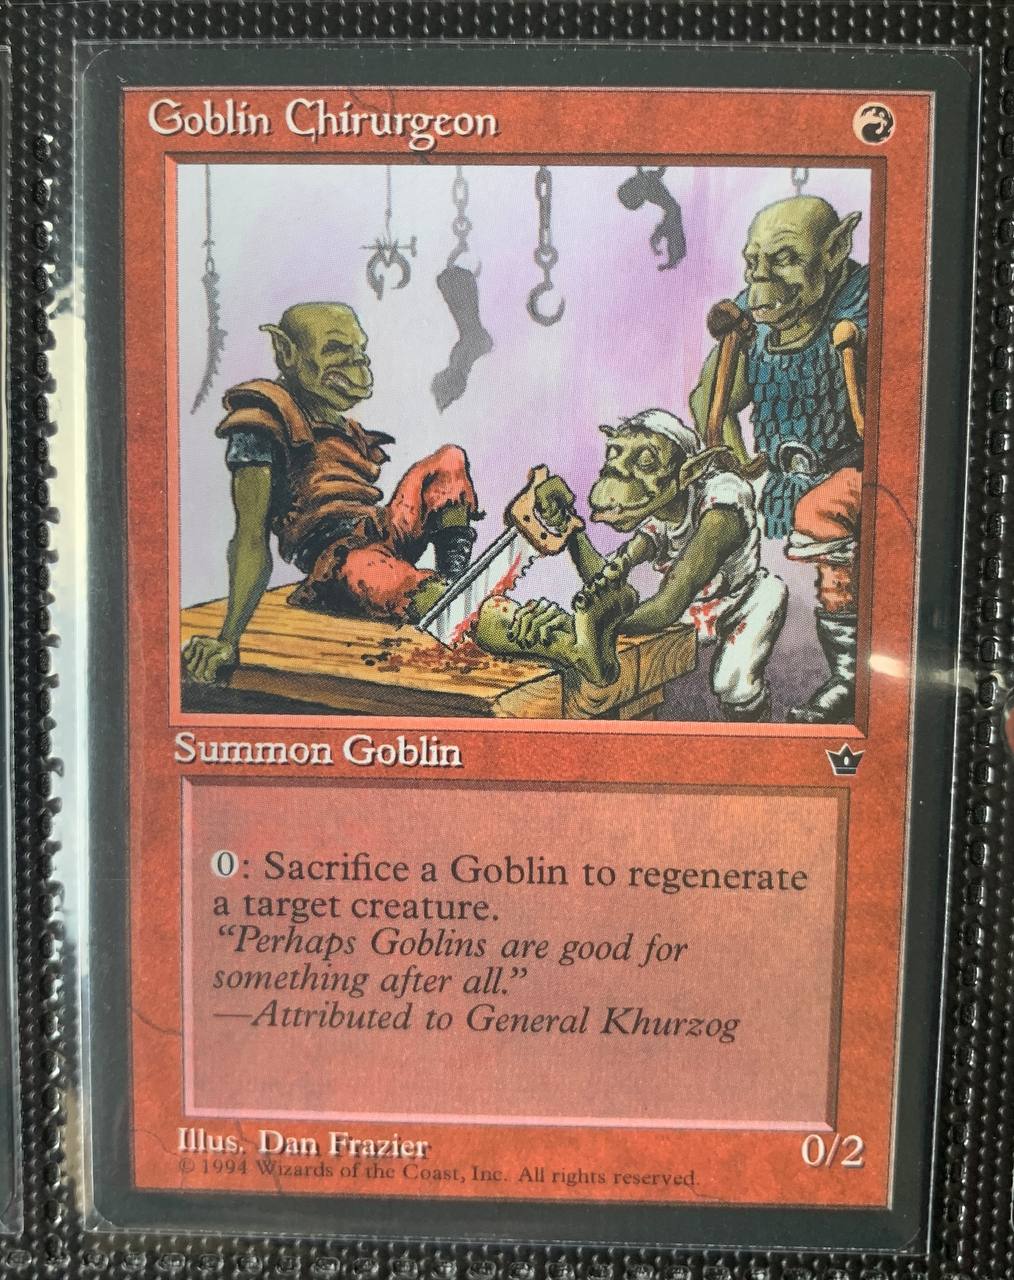 Goblin Chirurgeon
Summon Goblin
0: Sacrifice a Goblin to regenerate
a target creature.
“Perhaps Goblins are good for
something after all.”
—Attributed to General Khurzog
Illus. Dan Frazier
0/2
© 1994 Wizards of the Coast, Inc. All rights reserved.